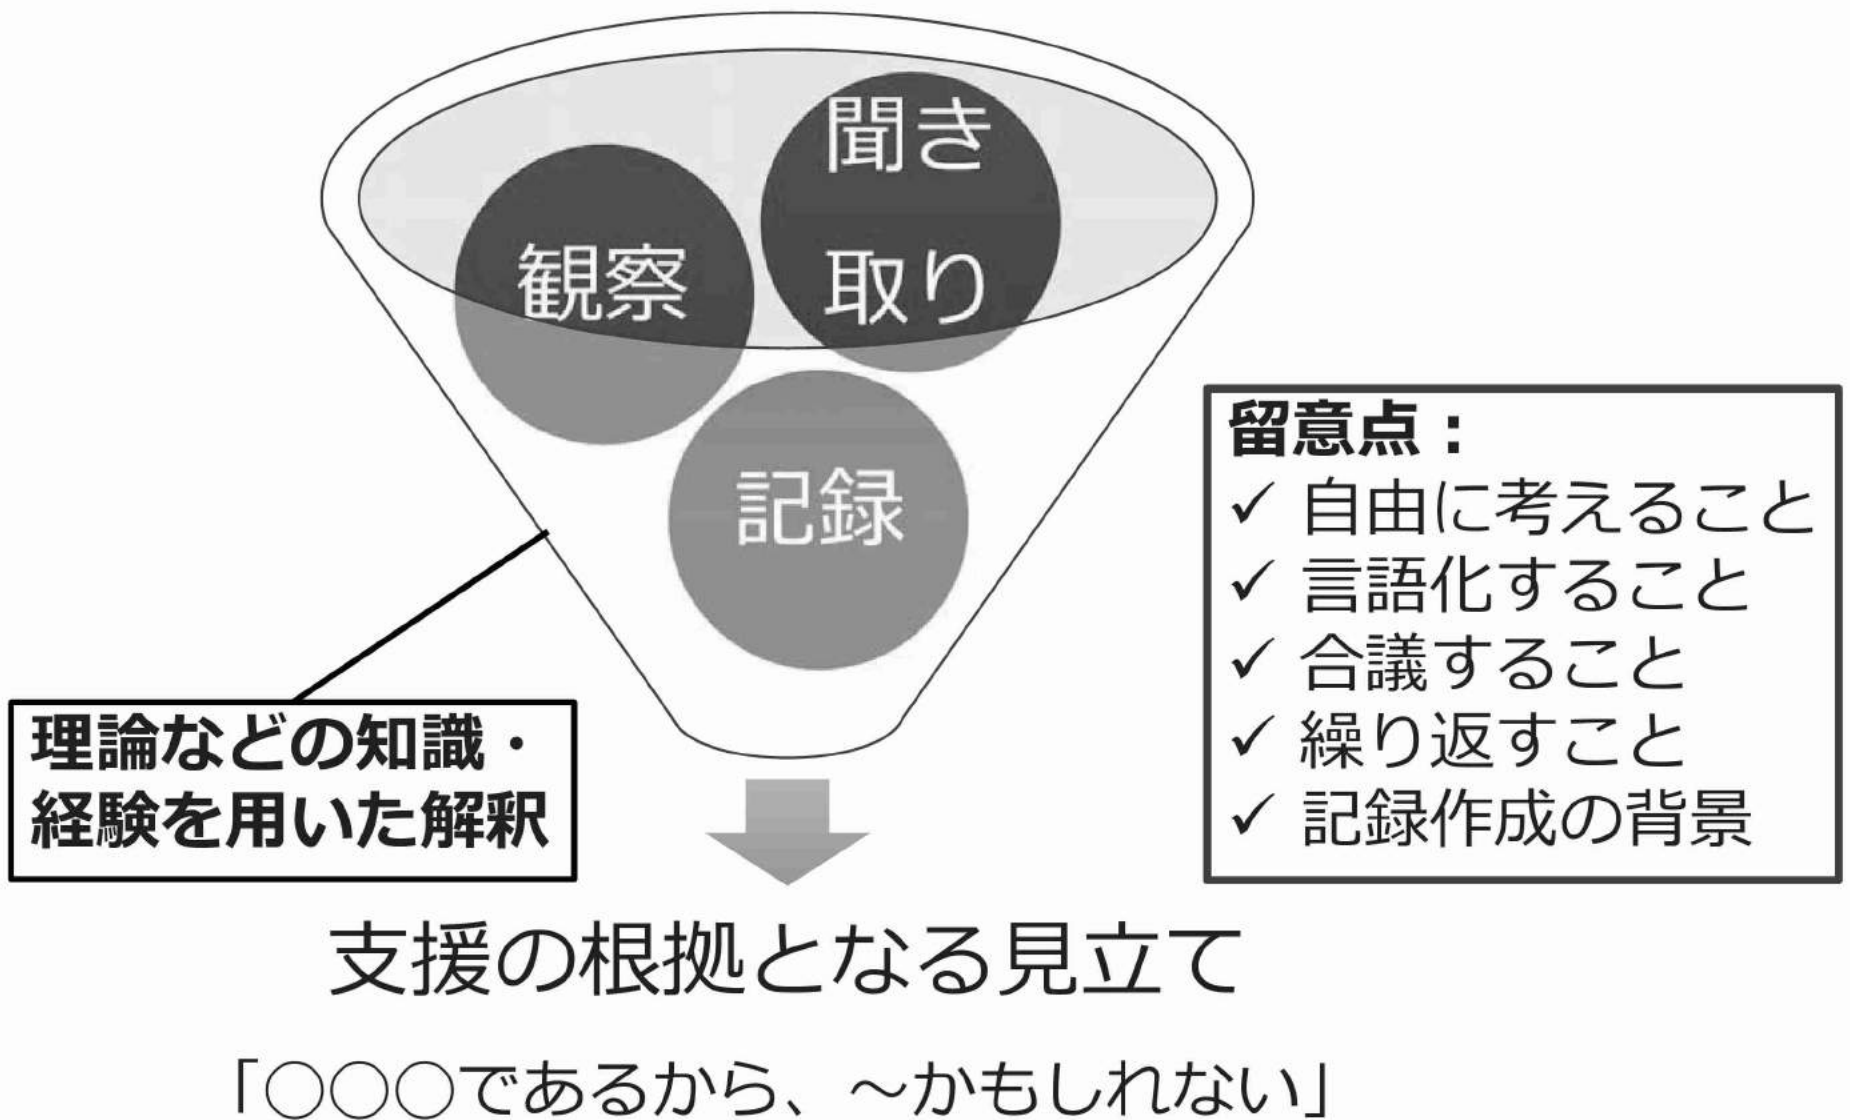 聞き
取り
観察
記録
留意点：
✓ 自由に考えること
✓ 言語化すること
✓ 合議すること
✓ 繰り返すこと
✓ 記録作成の背景
理論などの知識・
経験を用いた解釈
支援の根拠となる見立て
「○○○であるから、～かもしれない」